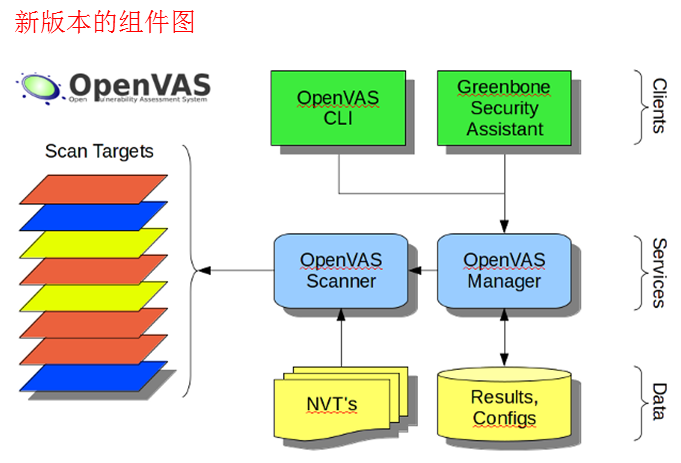 新版本的组件图
OpenVAS
Open Vulnerability Assessment System
OpenVAS
CLI
Greenbone
Security
Assistant
Clients
Scan Targets
OpenVAS
Scanner
OpenVAS
Manager
Services
NVT's
Results,
Configs
Data